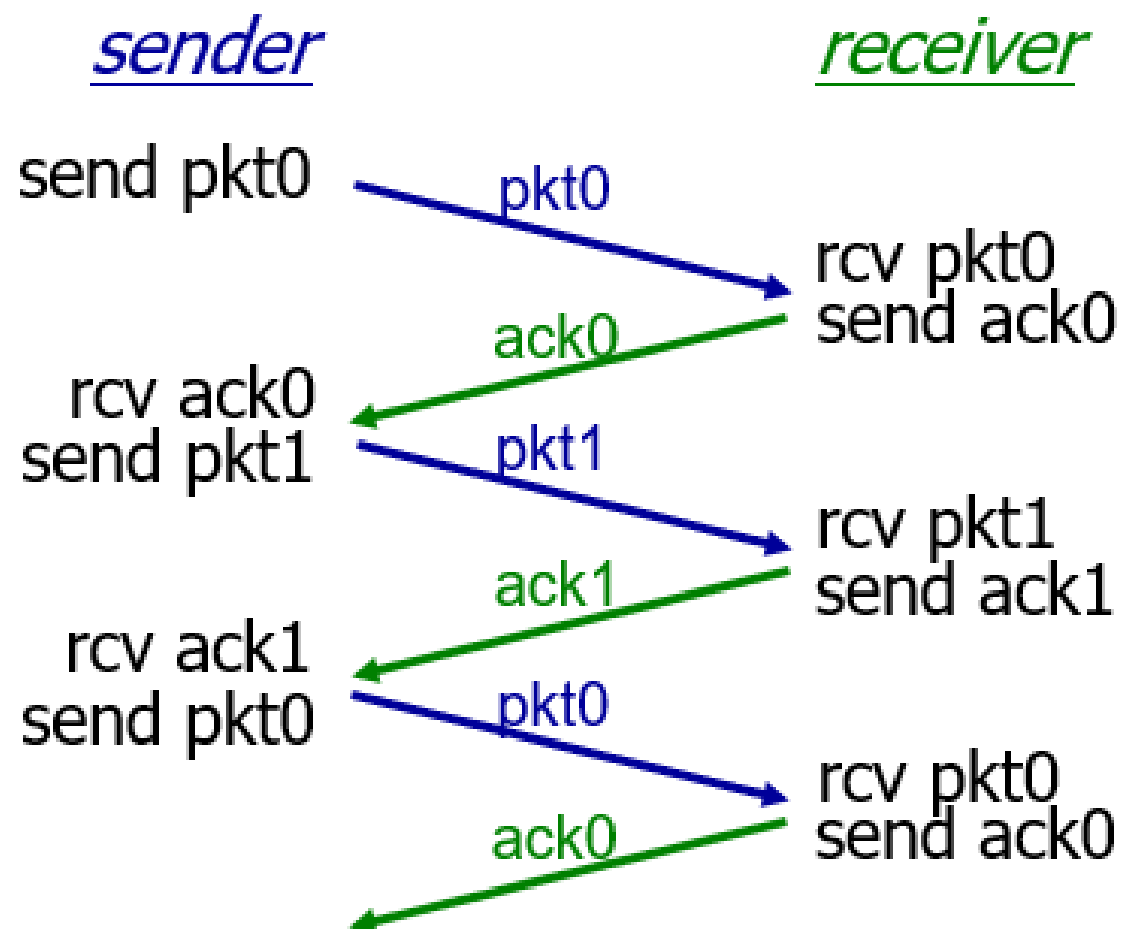 sender
receiver
send pkt0
pkt0
rcv pkt0
send ack0
ack0
rcv ack0
send pkt1
pkt1
rcv pkt1
send ack1
ack1
rcv ack1
send pkt0
pkt0
rcv pkt0
send ack0
ack0